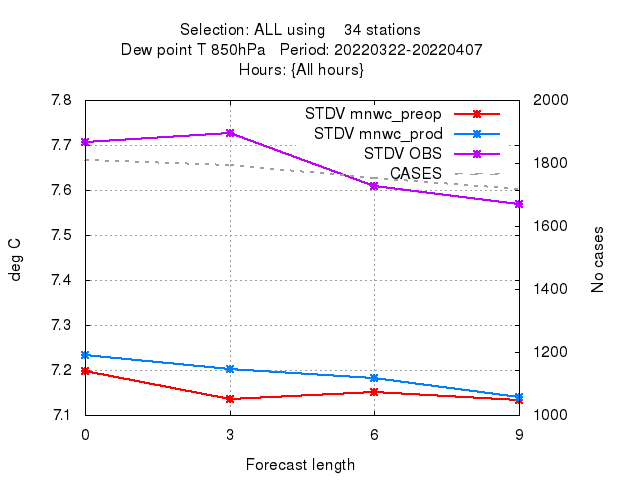 Selection: ALL using    34 stations
Dew point T 850hPa   Period: 20220322-20220407
Hours: {All hours}
7.8
7.7
7.6
7.5
7.4
7.3
7.2
7.1
2000
1800
1600
1400
1200
1000
STDV mnwc_preop
STDV mnwc_prod
STDV OBS
CASES
deg C
No cases
0 3 6 9
Forecast length